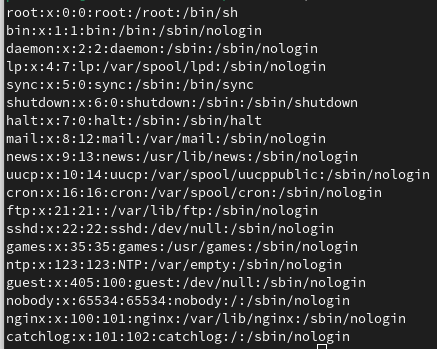 root:x:0:0:root:/root:/bin/sh
bin:x:1:1:bin:/bin:/sbin/nologin
daemon:x:2:2:daemon:/sbin:/sbin/nologin
lp:x:4:7:lp:/var/spool/lpd:/sbin/nologin
sync:x:5:0:sync:/sbin:/bin/sync
shutdown:x:6:0:shutdown:/sbin:/sbin/shutdown
halt:x:7:0:halt:/sbin:/sbin/halt
mail:x:8:12:mail:/var/mail:/sbin/nologin
news:x:9:13:news:/usr/lib/news:/sbin/nologin
uucp:x:10:14:uucp:/var/spool/uucppublic:/sbin/nologin
cron:x:16:16:cron:/var/spool/cron:/sbin/nologin
ftp:x:21:21::/var/lib/ftp:/sbin/nologin
sshd:x:22:22:sshd:/dev/null:/sbin/nologin
games:x:35:35:games:/usr/games:/sbin/nologin
ntp:x:123:123:NTP:/var/empty:/sbin/nologin
guest:x:405:100:guest:/dev/null:/sbin/nologin
nobody:x:65534:65534:nobody:/:/sbin/nologin
nginx:x:100:101:nginx:/var/lib/nginx:/sbin/nologin
catchlog:x:101:102:catchlog:/:/sbin/nologin